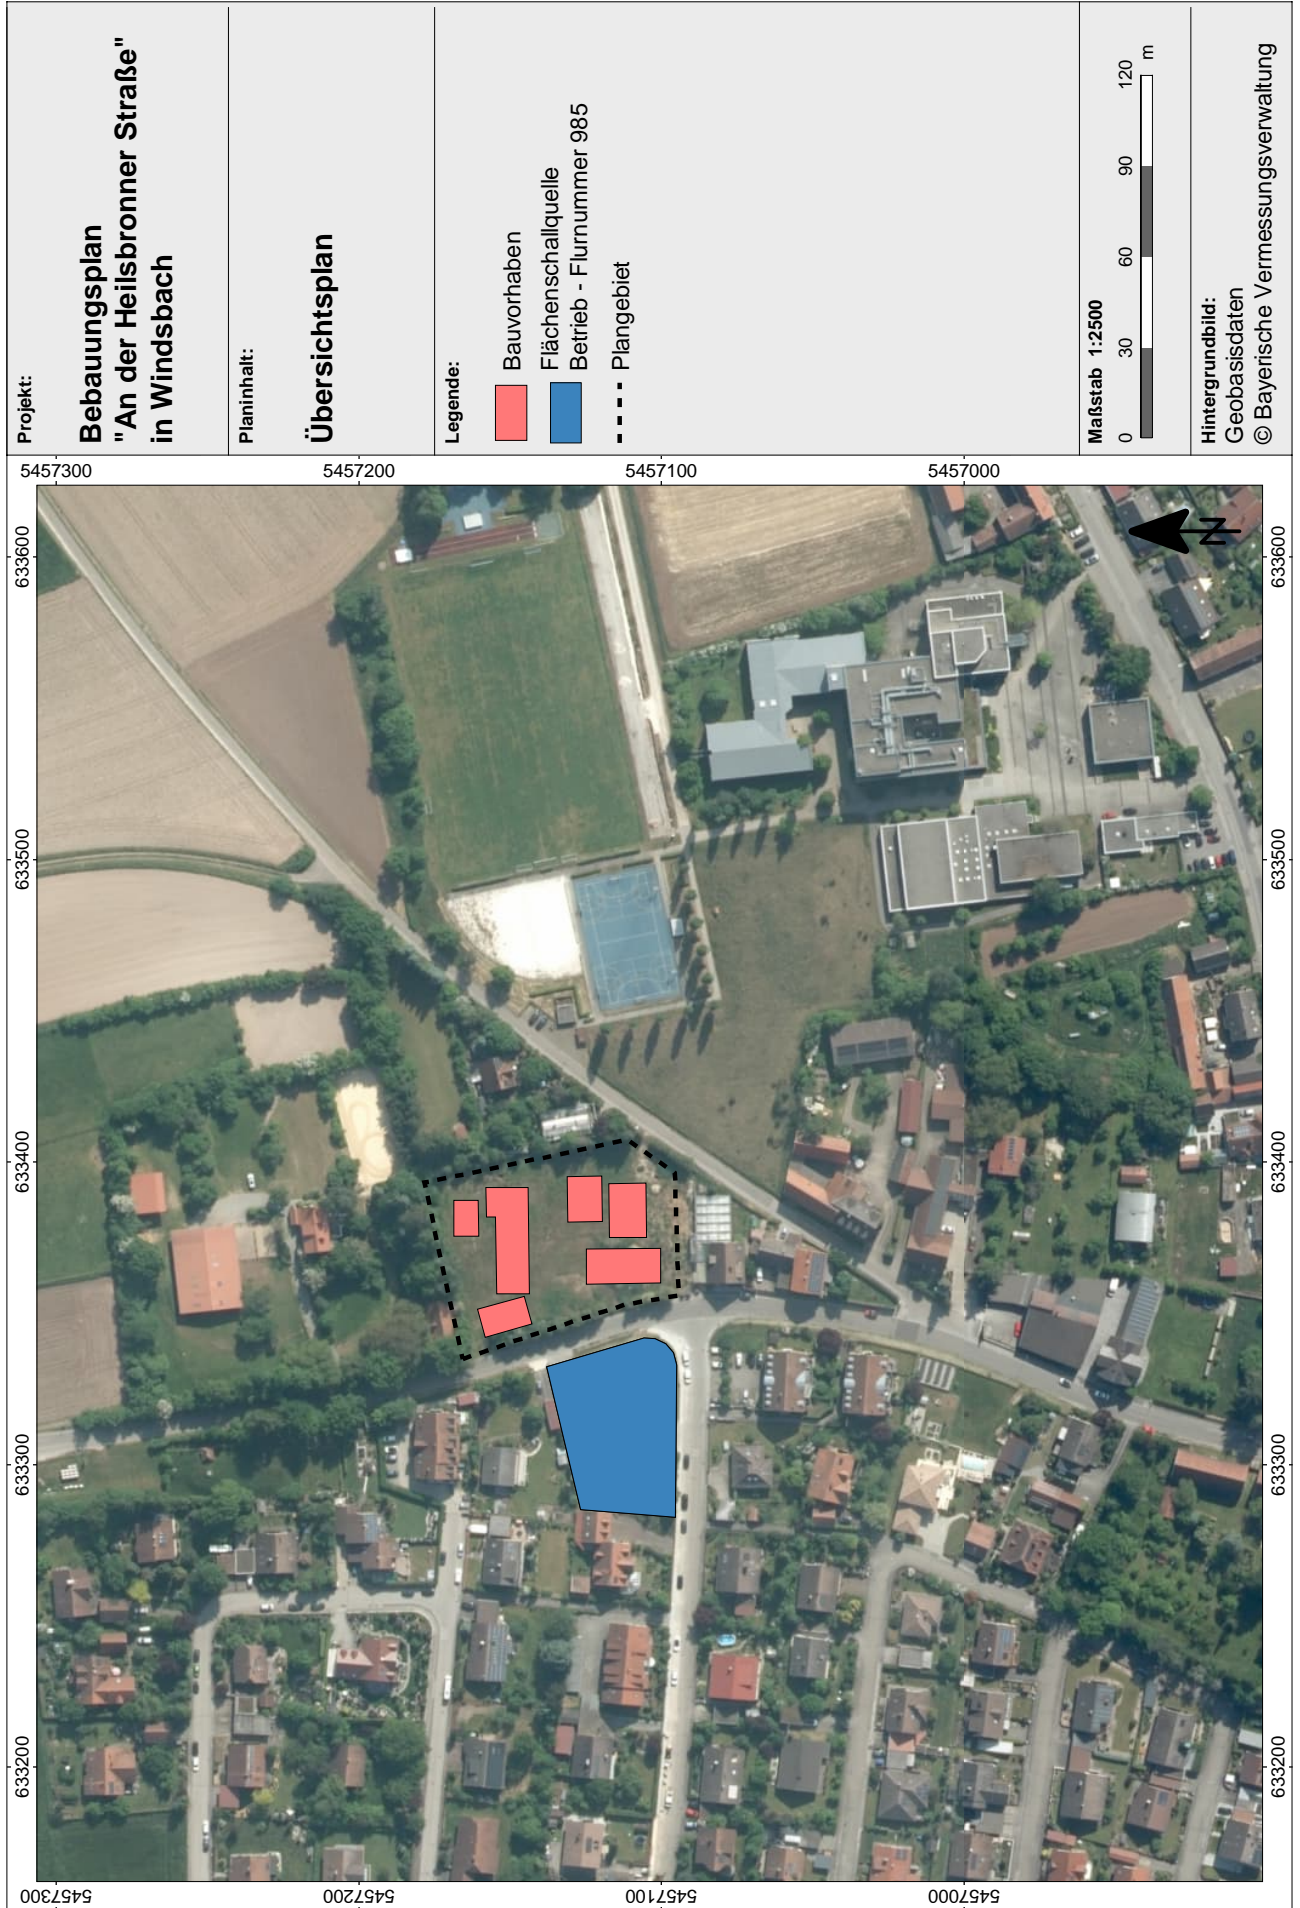 Projekt:
Bebauungsplan
"An der Heilsbronner Straße"
in Windsbach
Planinhalt:
Übersichtsplan
Legende:
Bauvorhaben
Flächenschallquelle
Betrieb - Flurnummer 985
Plangebiet
Maßstab 1:2500
0 30 60 90 120
m
Hintergrundbild:
Geobasisdaten
© Bayerische Vermessungsverwaltung
5457300 5457200 5457100 5457000
633600 633600
633500 633500
633400 633400
633300 633300
633200 633200
5457300 5457200 5457100 5457000
N